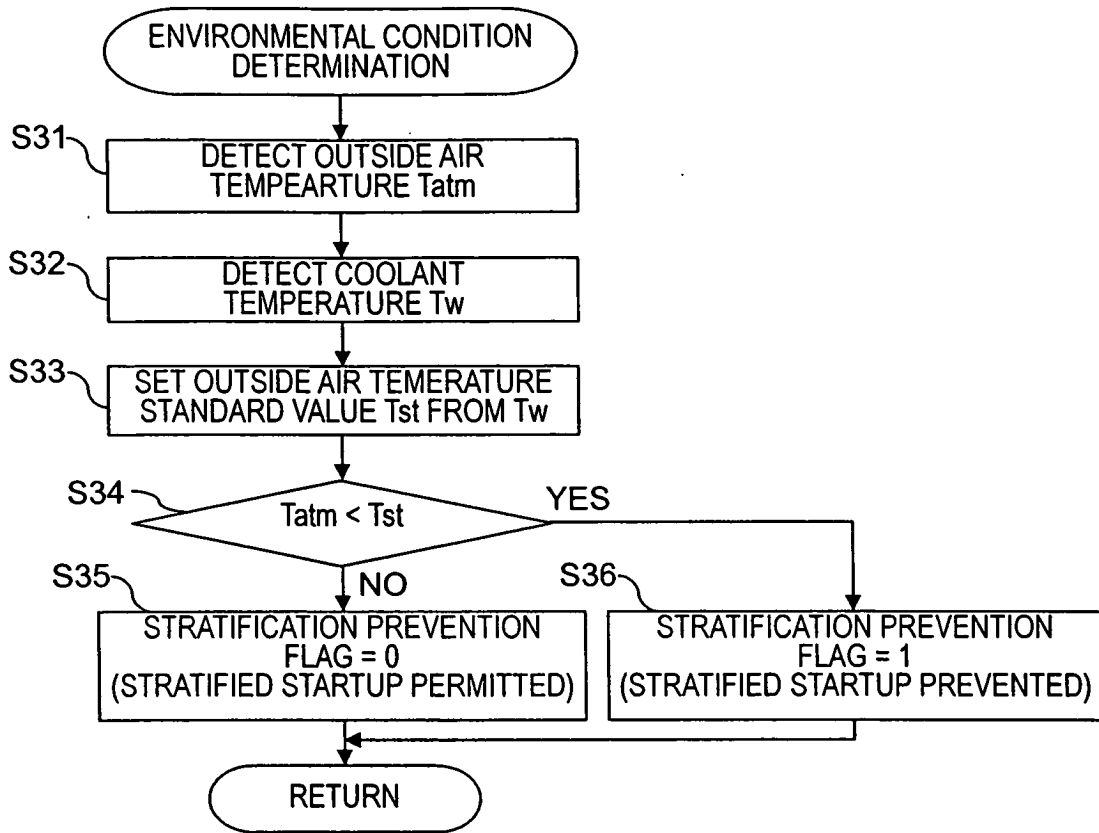 ENVIRONMENTAL CONDITION
DETERMINATION
S31
DETECT OUTSIDE AIR
TEMPEARTURE Tatm
S32
DETECT COOLANT
TEMPERATURE Tw
S33
SET OUTSIDE AIR TEMERATURE
STANDARD VALUE Tst FROM Tw
S34
Tatm < Tst
YES
NO
S35
STRATIFICATION PREVENTION
FLAG = 0
(STRATIFIED STARTUP PERMITTED)
S36
STRATIFICATION PREVENTION
FLAG = 1
(STRATIFIED STARTUP PREVENTED)
RETURN